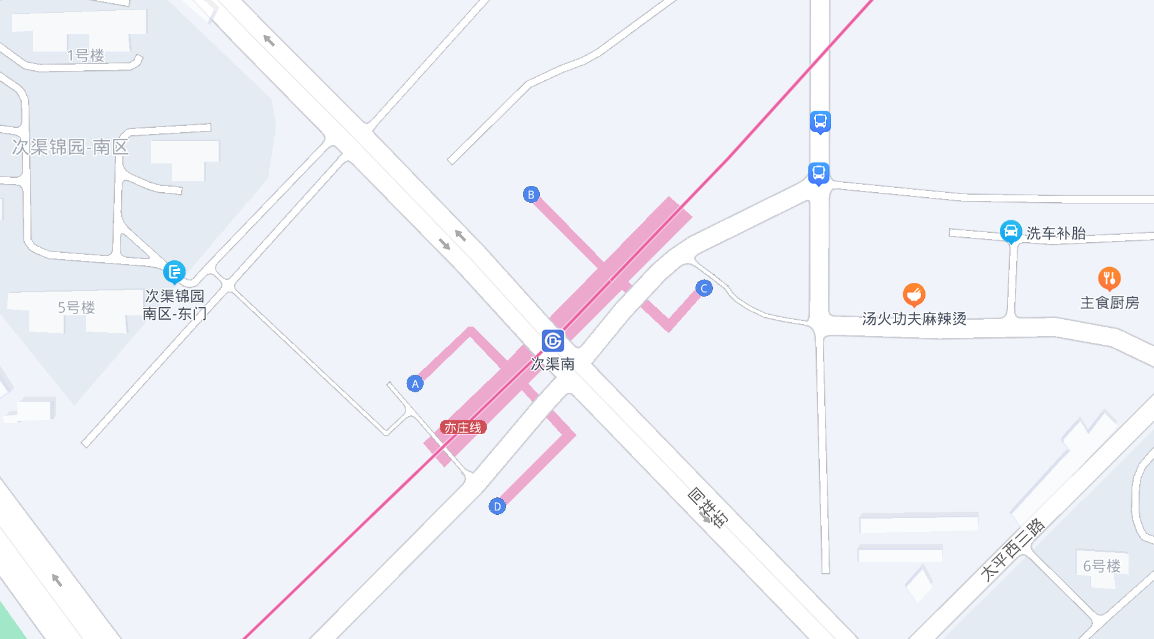 1号楼
次渠锦园-南区
B
洗车补胎
次渠锦园
南区-东门
5号楼
C
汤火功夫麻辣烫
主食厨房
次渠南
A
亦庄线
D
同祥街
太平西三路
6号楼